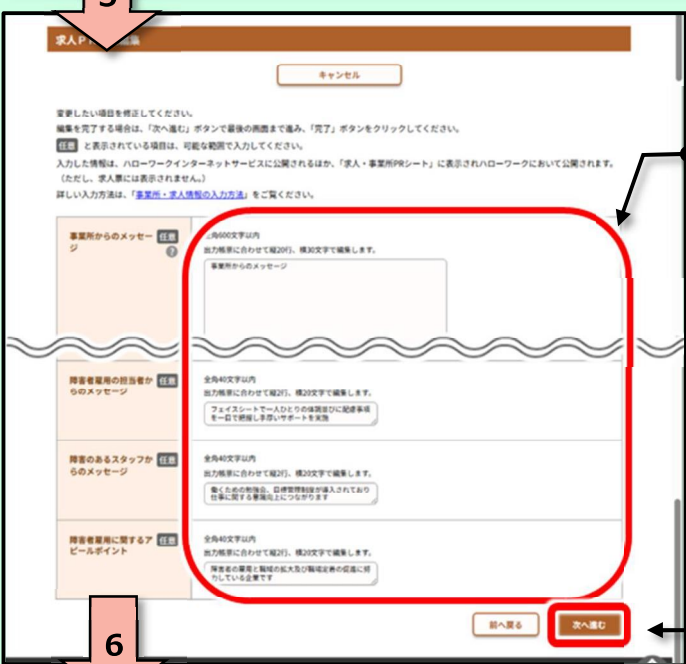 5
求人P
キャンセル
変更したい項目を修正してください。
編集を完了する場合は、「次へ進む」ボタンで最後の画面まで進み、「完了」ボタンをクリックしてください。
任意 と表示されている項目は、可能な範囲で入力してください。
入力した情報は、ハローワークインターネットサービスに公開されるほか、「求人・事業所PRシート」に表示されハローワークにおいて公開されます。
（ただし、求人票には表示されません。）
詳しい入力方法は、「事業所・求人情報の入力方法」をご覧ください。
事業所からのメッセー 任意
ジ ?
全角600文字以内
出力帳票に合わせて縦20行、横30文字で編集します。
事業所からのメッセージ
障害者雇用の担当者か 任意
らのメッセージ
全角40文字以内
出力帳票に合わせて縦2行、横20文字で編集します。
フェイスシートで一人ひとりの体調並びに配慮事項
を一目で把握し手厚いサポートを実施
障害のあるスタッフか 任意
らのメッセージ
全角40文字以内
出力帳票に合わせて縦2行、横20文字で編集します。
働くための勉強会、目標管理制度が導入されており
仕事に関する意識向上につながります
障害者雇用に関するア 任意
ピールポイント
全角40文字以内
出力帳票に合わせて縦2行、横20文字で編集します。
障害者の雇用と職域の拡大及び職場定着の促進に努
力している企業です
前へ戻る
次へ進む
6